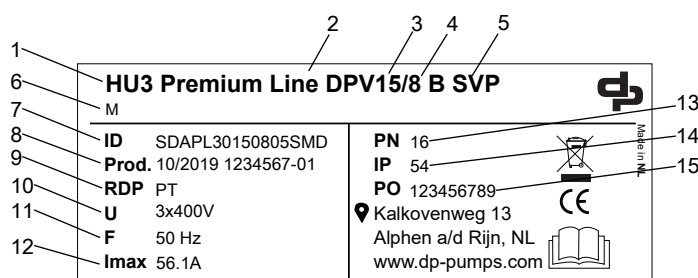 2 3 4 5
1 HU3 Premium Line DPV15/8 B SVP
6 M
dp
13
14
15
7 ID SDAPL30150805SMD
8 Prod. 10/2019 1234567-01
9 RDP PT
10 U 3x400V
11 F 50 Hz
12 Imax 56.1A
PN 16
IP 54
PO 123456789
Kalkovenweg 13
Alphen a/d Rijn, NL
www.dp-pumps.com
CE
Made in NL